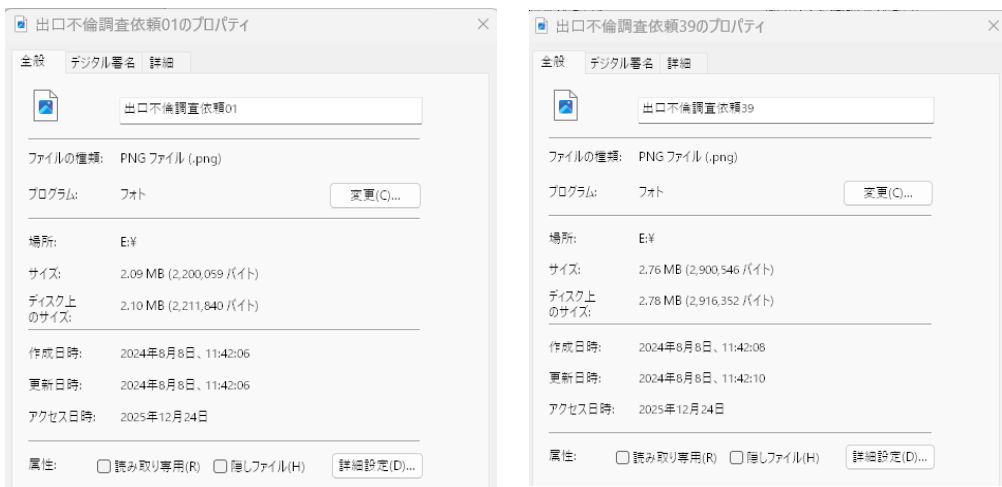 出口不倫調査依頼01のプロパティ
全般 デジタル署名 詳細
出口不倫調査依頼01
ファイルの種類: PNG ファイル (.png)
プログラム: フォト 変更(C)...
場所: E:¥
サイズ: 2.09 MB (2,200,059 バイト)
ディスク上
のサイズ: 2.10 MB (2,211,840 バイト)
作成日時: 2024年8月8日、11:42:06
更新日時: 2024年8月8日、11:42:06
アクセス日時: 2025年12月24日
属性: 読み取り専用(R) 隠しファイル(H) 詳細設定(D)...
出口不倫調査依頼39のプロパティ
全般 デジタル署名 詳細
出口不倫調査依頼39
ファイルの種類: PNG ファイル (.png)
プログラム: フォト 変更(C)...
場所: E:¥
サイズ: 2.76 MB (2,900,546 バイト)
ディスク上
のサイズ: 2.78 MB (2,916,352 バイト)
作成日時: 2024年8月8日、11:42:08
更新日時: 2024年8月8日、11:42:10
アクセス日時: 2025年12月24日
属性: 読み取り専用(R) 隠しファイル(H) 詳細設定(D)...